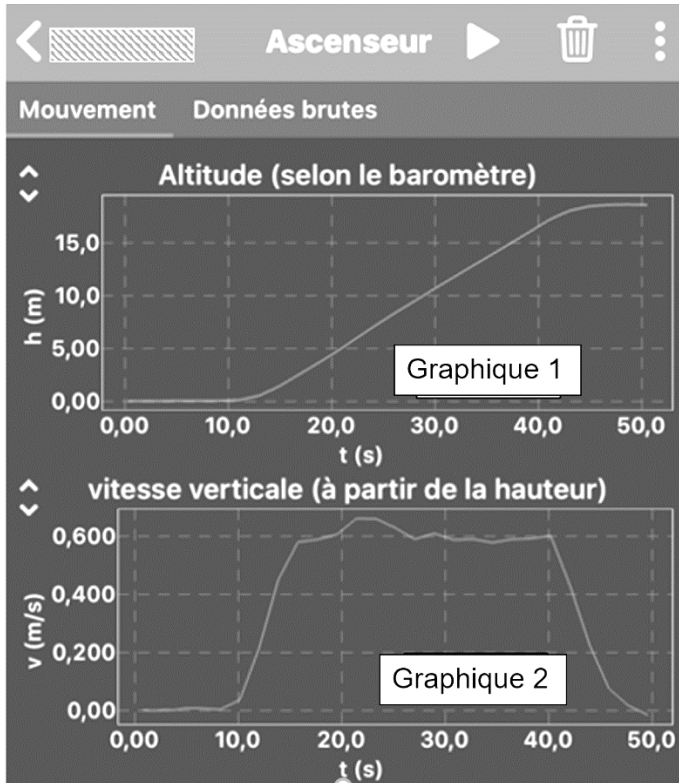 Ascenseur
Mouvement Données brutes
Altitude (selon le baromètre)
15,0
10,0
5,00
0,00
h (m)
Graphique 1
0,00 10,0 20,0 30,0 40,0 50,0
t (s)
vitesse verticale (à partir de la hauteur)
0,600
0,400
0,200
0,00
v (m/s)
Graphique 2
0,00 10,0 20,0 30,0 40,0 50,0
t (s)